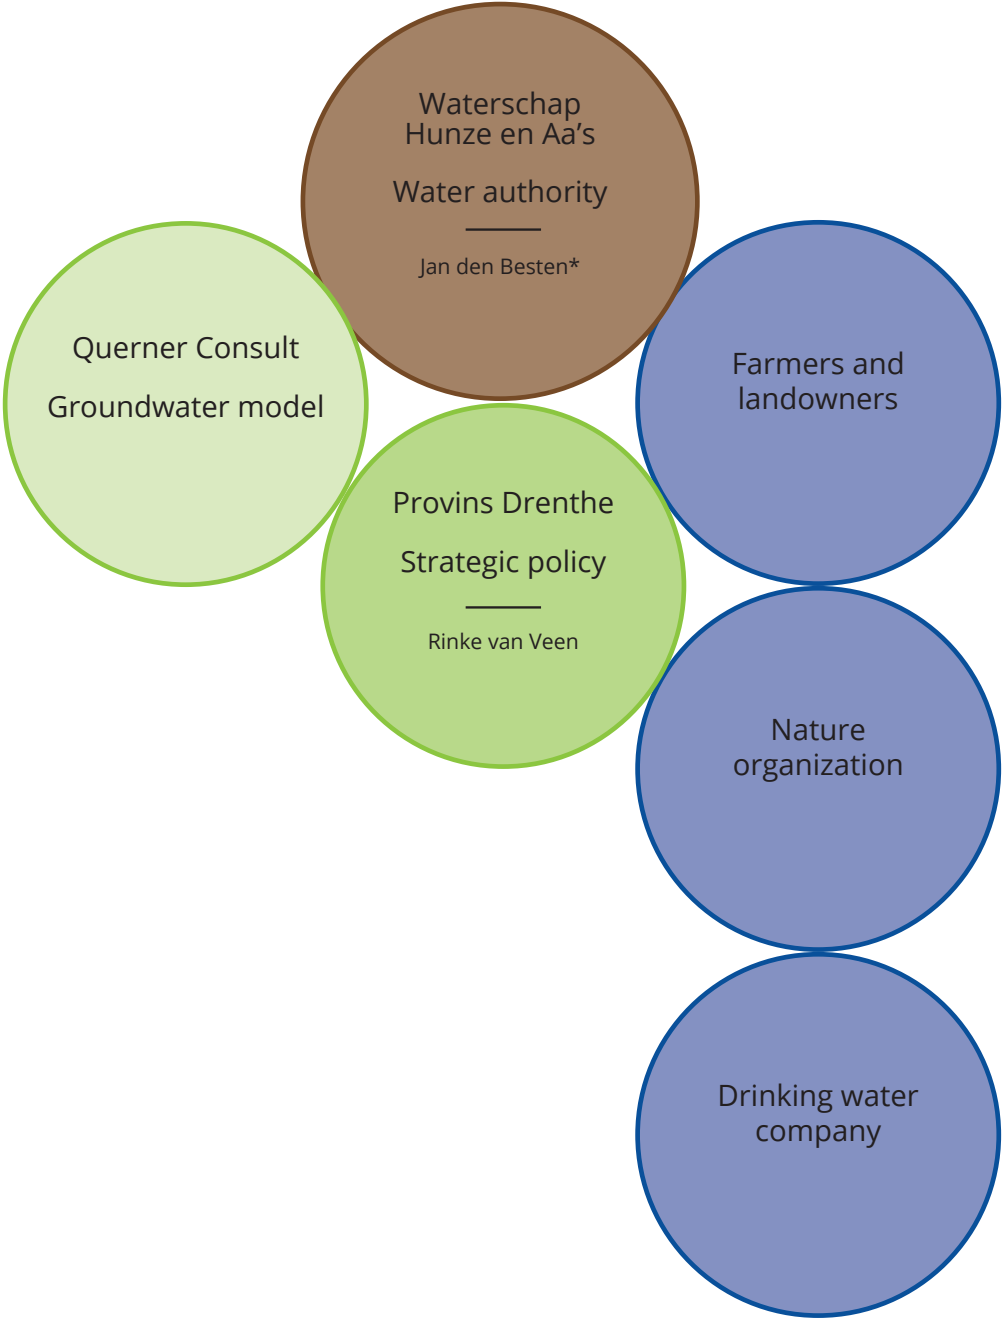 Waterschap
Hunze en Aa’s
Water authority
Jan den Besten*
Querner Consult
Groundwater model
Farmers and
landowners
Provins Drenthe
Strategic policy
Rinke van Veen
Nature
organization
Drinking water
company